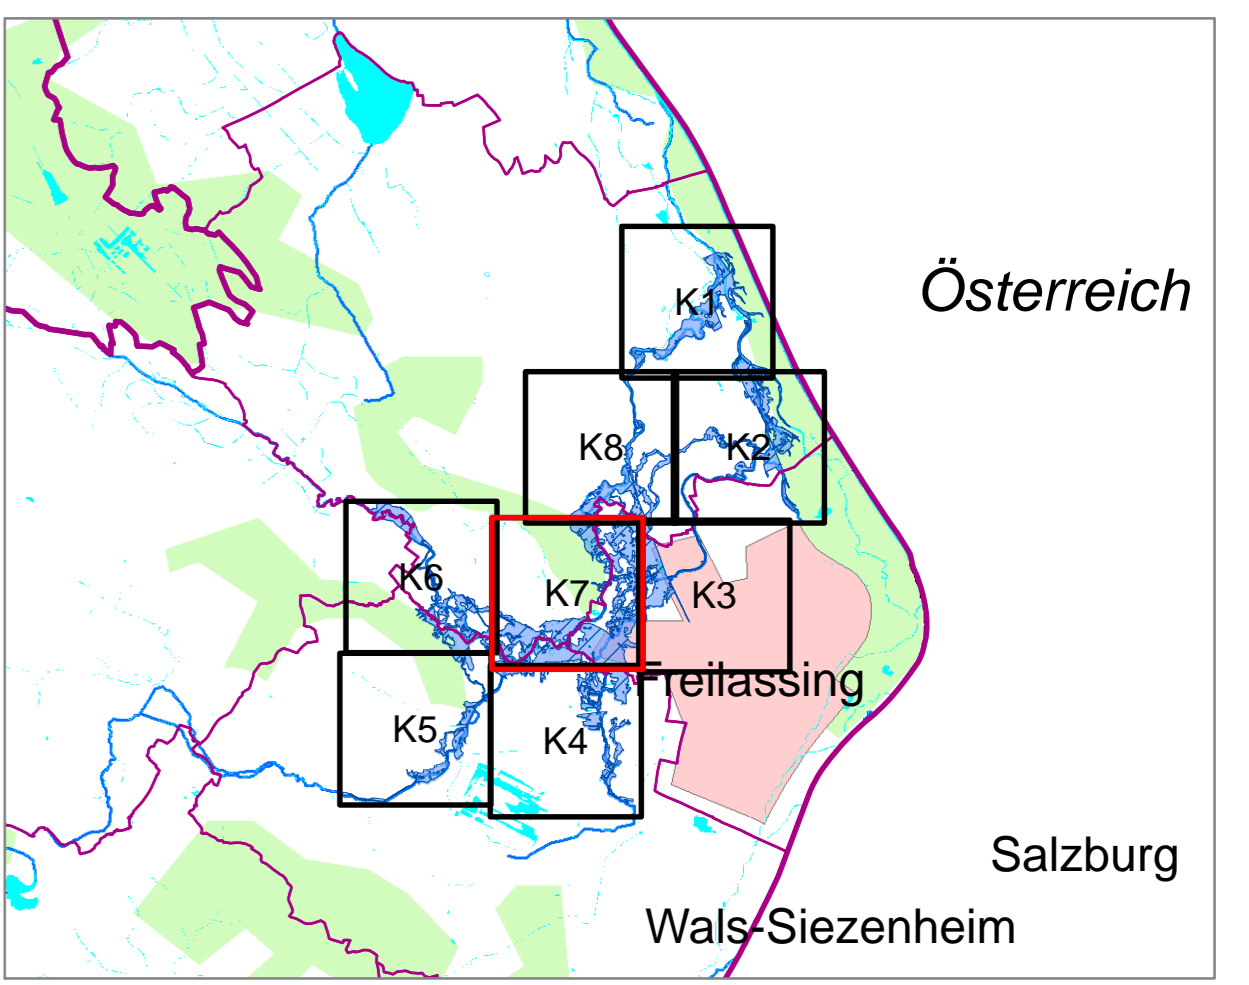 Österreich
K1
K8
K2
K6
K7
K3
Freilassing
K5
K4
Salzburg
Wals-Siezenheim